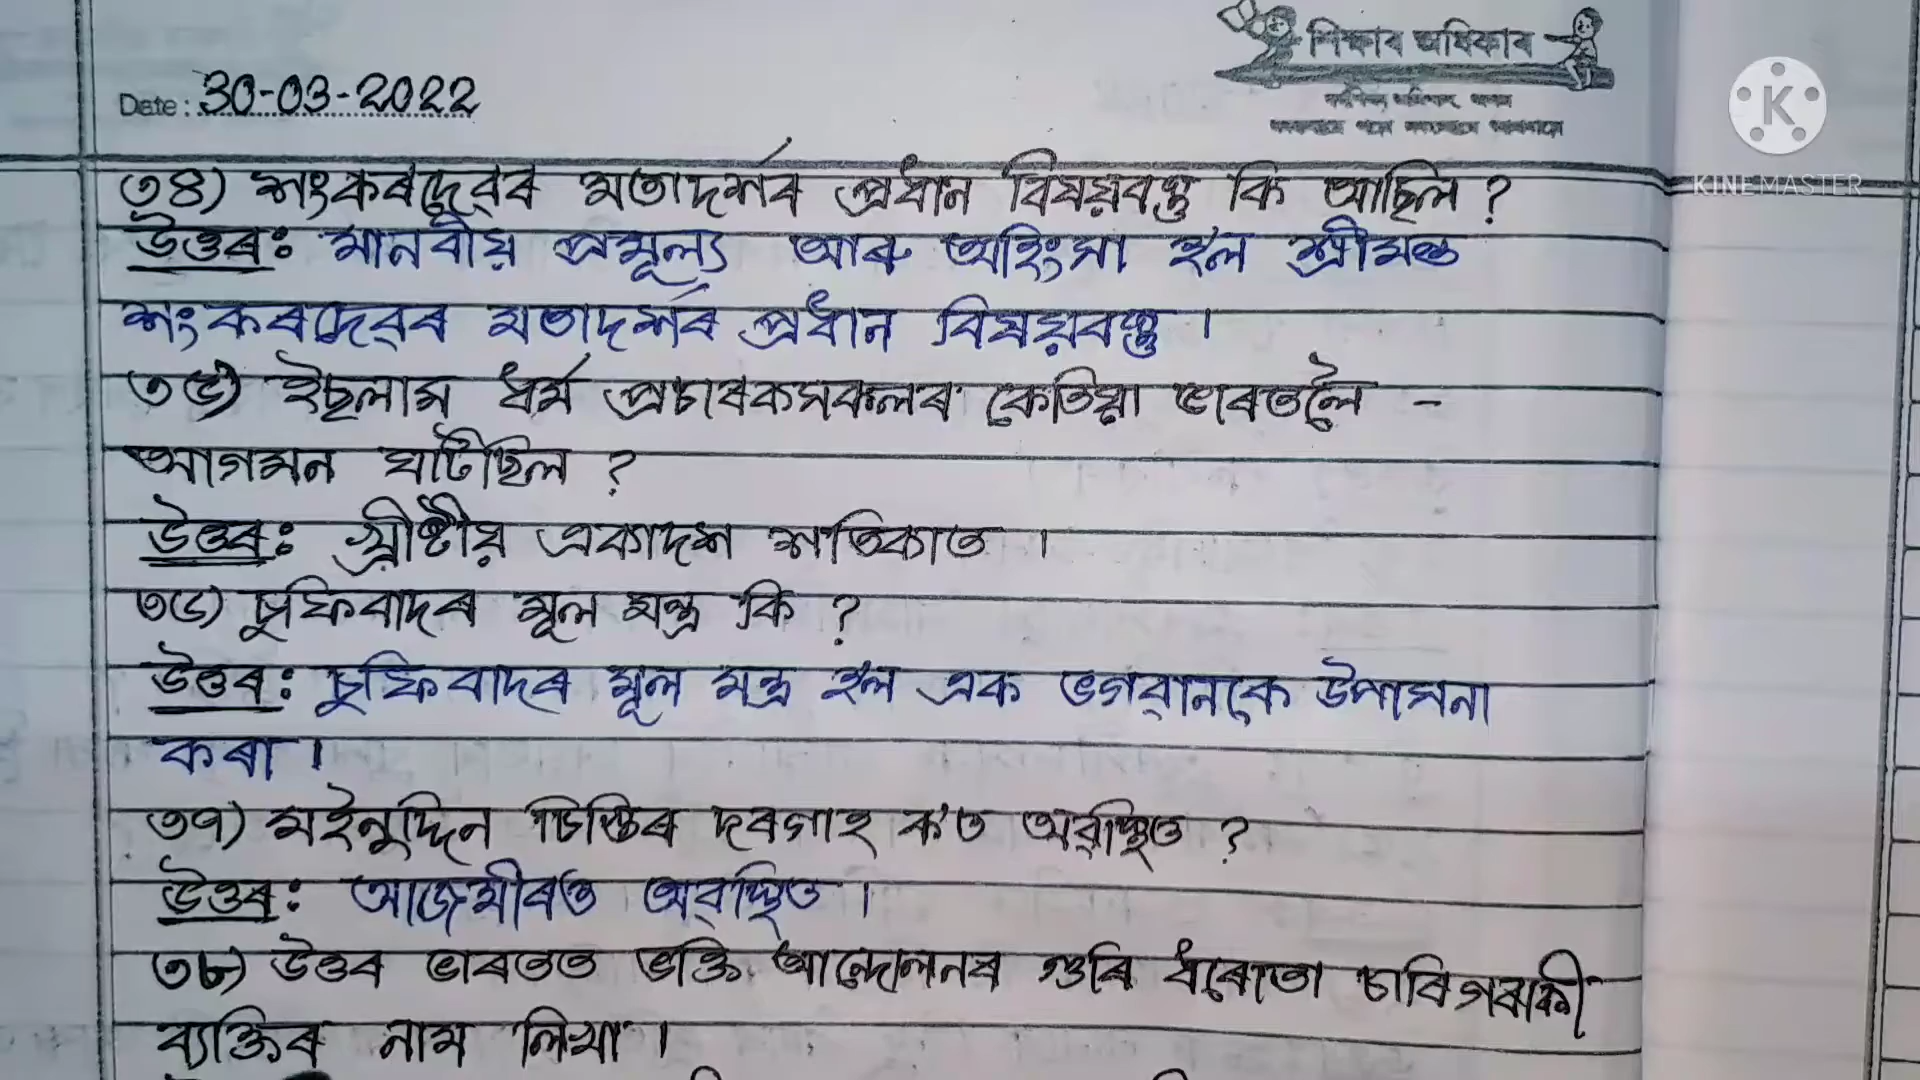 শিক্ষাৰ অধিকাৰ
Date: 30-03-2022
K
KINEMASTER
৩৪) শংকৰদেৱৰ মতাদৰ্শৰ প্ৰধান বিষয়বস্তু কি আছিল ?
উত্তৰঃ মানবীয় প্ৰমূল্য আৰু অহিংসা হ'ল শ্ৰীমন্ত
শংকৰদেৱৰ মতাদৰ্শৰ প্ৰধান বিষয়বস্তু ।
৩৫) ইছলাম ধৰ্ম প্ৰচাৰকসকলৰ কেতিয়া ভাৰতলৈ -
আগমন ঘটিছিল ?
উত্তৰঃ খ্ৰীষ্টীয় একাদশ শতিকাত ।
৩৬) চুফিবাদৰ মূল মন্ত্ৰ কি ?
উত্তৰঃ চুফিবাদৰ মূল মন্ত্ৰ হ'ল এক ভগৱানকে উপাসনা
কৰা ।
৩৭) মইনুদ্দিন চিস্তিৰ দৰগাহ ক'ত অৱস্থিত ?
উত্তৰঃ আজমীৰত অৱস্থিত ।
৩৮) উত্তৰ ভাৰতত ভক্তি আন্দোলনৰ গুৰি ধৰোতা চাৰিগৰাকী
ব্যক্তিৰ নাম লিখা ।